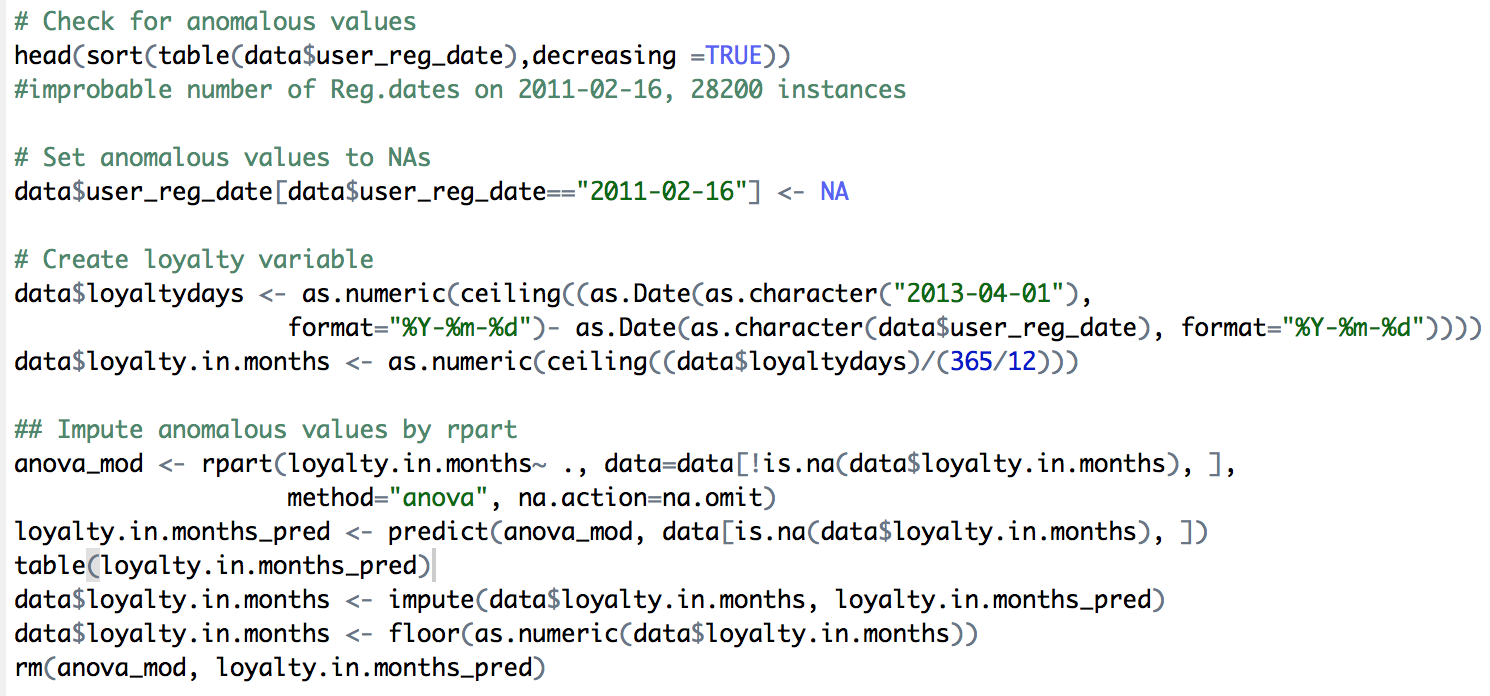 # Check for anomalous values
head(sort(table(data$user_reg_date),decreasing =TRUE))
#improbable number of Reg.dates on 2011-02-16, 28200 instances
# Set anomalous values to NAs
data$user_reg_date[data$user_reg_date=="2011-02-16"] <- NA
# Create loyalty variable
data$loyaltydays <- as.numeric(ceiling((as.Date(as.character("2013-04-01"),
format="%Y-%m-%d")- as.Date(as.character(data$user_reg_date), format="%Y-%m-%d"))))
data$loyalty.in.months <- as.numeric(ceiling((data$loyaltydays)/(365/12)))
## Impute anomalous values by rpart
anova_mod <- rpart(loyalty.in.months~ ., data=data[!is.na(data$loyalty.in.months), ],
method="anova", na.action=na.omit)
loyalty.in.months_pred <- predict(anova_mod, data[is.na(data$loyalty.in.months), ])
table(loyalty.in.months_pred)
data$loyalty.in.months <- impute(data$loyalty.in.months, loyalty.in.months_pred)
data$loyalty.in.months <- floor(as.numeric(data$loyalty.in.months))
rm(anova_mod, loyalty.in.months_pred)